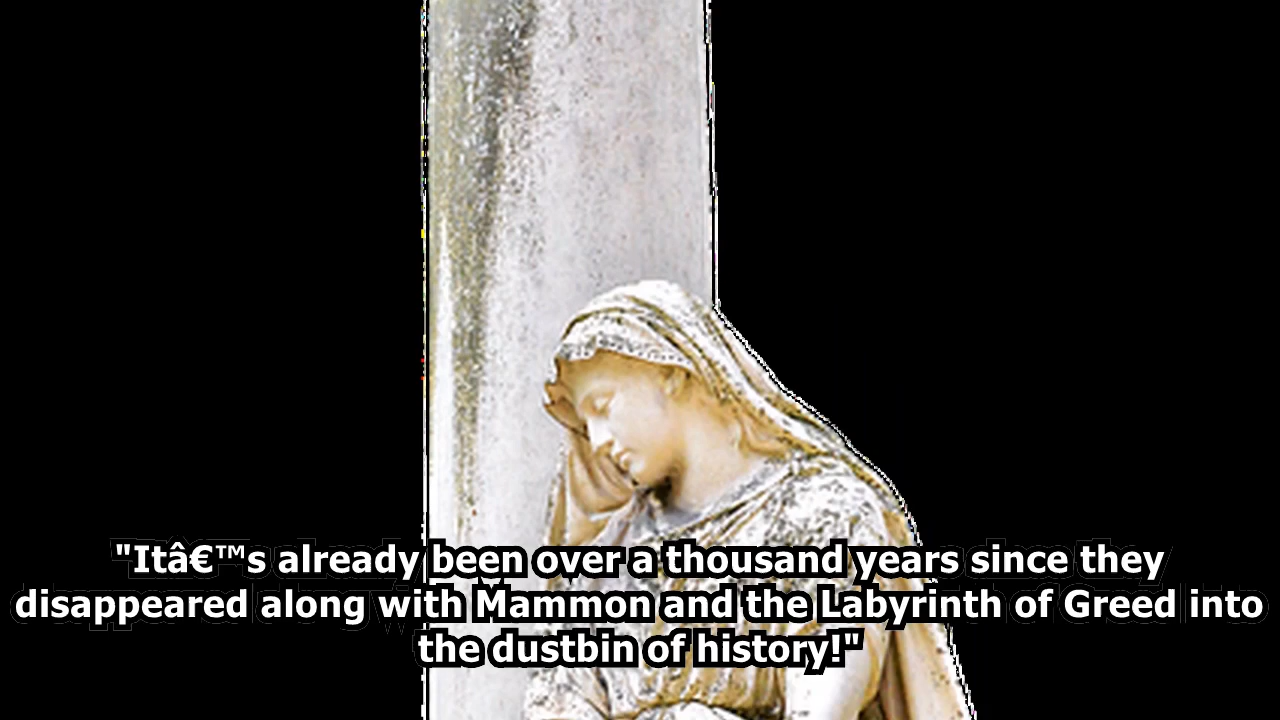 "Itâ€™s already been over a thousand years since they
disappeared along with Mammon and the Labyrinth of Greed into
the dustbin of history!"